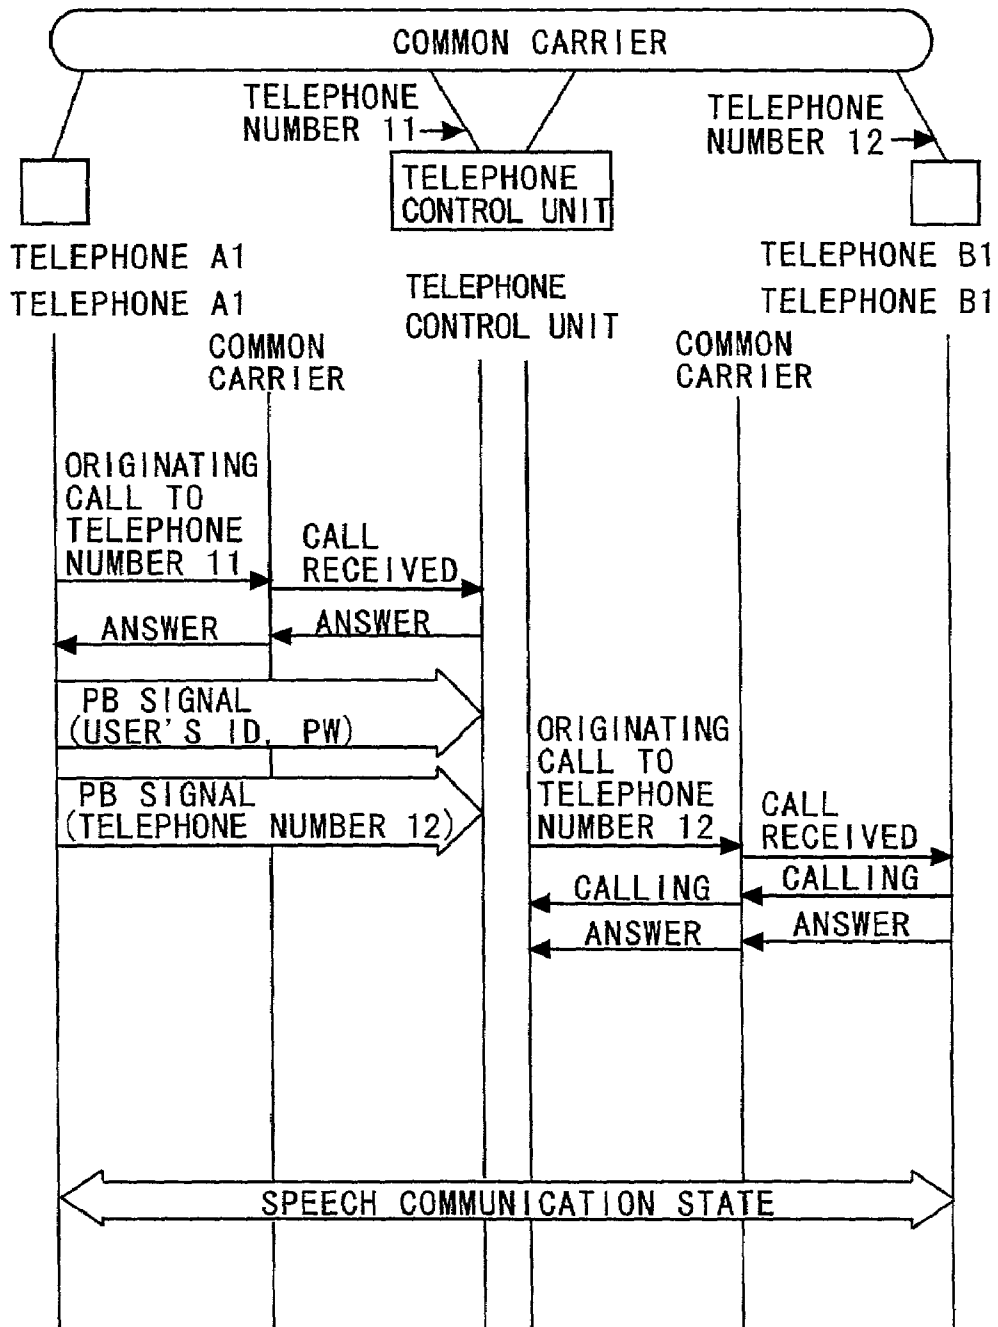 COMMON CARRIER
TELEPHONE
NUMBER 11
TELEPHONE
NUMBER 12
TELEPHONE
CONTROL UNIT
TELEPHONE A1
TELEPHONE B1
TELEPHONE A1
TELEPHONE
CONTROL UNIT
TELEPHONE B1
COMMON
CARRIER
COMMON
CARRIER
ORIGINATING
CALL TO
TELEPHONE
NUMBER 11
CALL
RECEIVED
ANSWER
ANSWER
PB SIGNAL
(USER'S ID, PW)
PB SIGNAL
(TELEPHONE NUMBER 12)
ORIGINATING
CALL TO
TELEPHONE
NUMBER 12
CALL
RECEIVED
CALLING
CALLING
ANSWER
ANSWER
SPEECH COMMUNICATION STATE